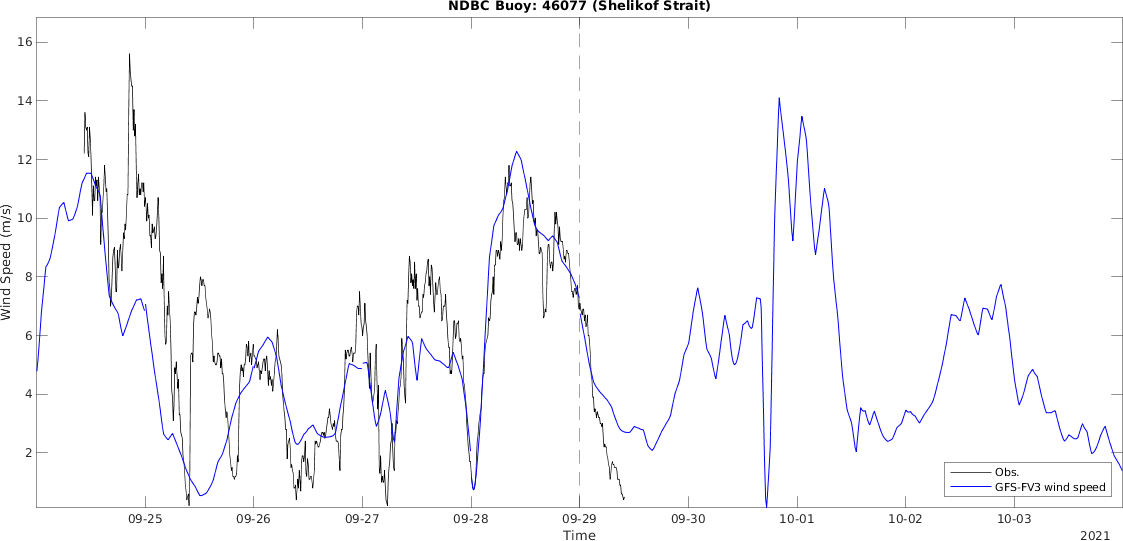 NDBC Buoy: 46077 (Shelikof Strait)
16
14
12
10
8
6
4
2
Wind Speed (m/s)
Obs.
GFS-FV3 wind speed
09-25 09-26 09-27 09-28 09-29 09-30 10-01 10-02 10-03
Time
2021